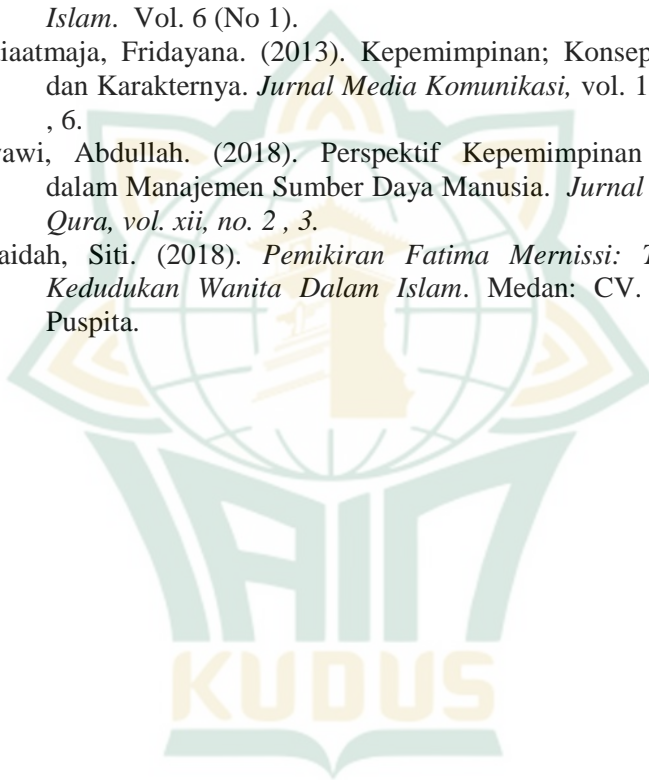 Islam. Vol. 6 (No 1).
iaatmaja, Fridayana. (2013). Kepemimpinan; Konsep
dan Karakternya. Jurnal Media Komunikasi, vol. 1
, 6.
awi, Abdullah. (2018). Perspektif Kepemimpinan
dalam Manajemen Sumber Daya Manusia. Jurnal
Qura, vol. xii, no. 2 , 3.
aidah, Siti. (2018). Pemikiran Fatima Mernissi: T
Kedudukan Wanita Dalam Islam. Medan: CV.
Puspita.
IAIN
KUDUS